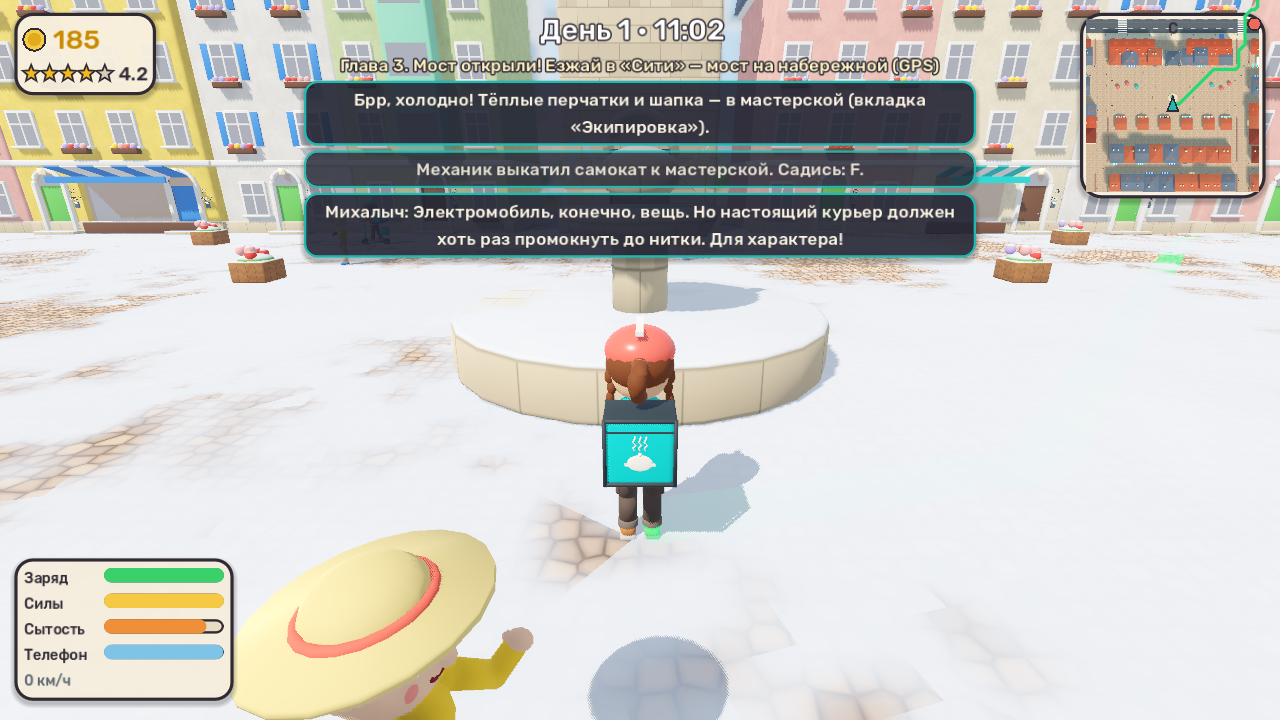 185
4.2
День 1 • 11:02
Глава 3. Мост открыли! Езжай в «Сити» — мост на набережной (GPS)
Брр, холодно! Тёплые перчатки и шапка — в мастерской (вкладка
«Экипировка»).
Механик выкатил самокат к мастерской. Садись: F.
Михалыч: Электромобиль, конечно, вещь. Но настоящий курьер должен
хоть раз промокнуть до нитки. Для характера!
Заряд
Силы
Сытость
Телефон
0 км/ч